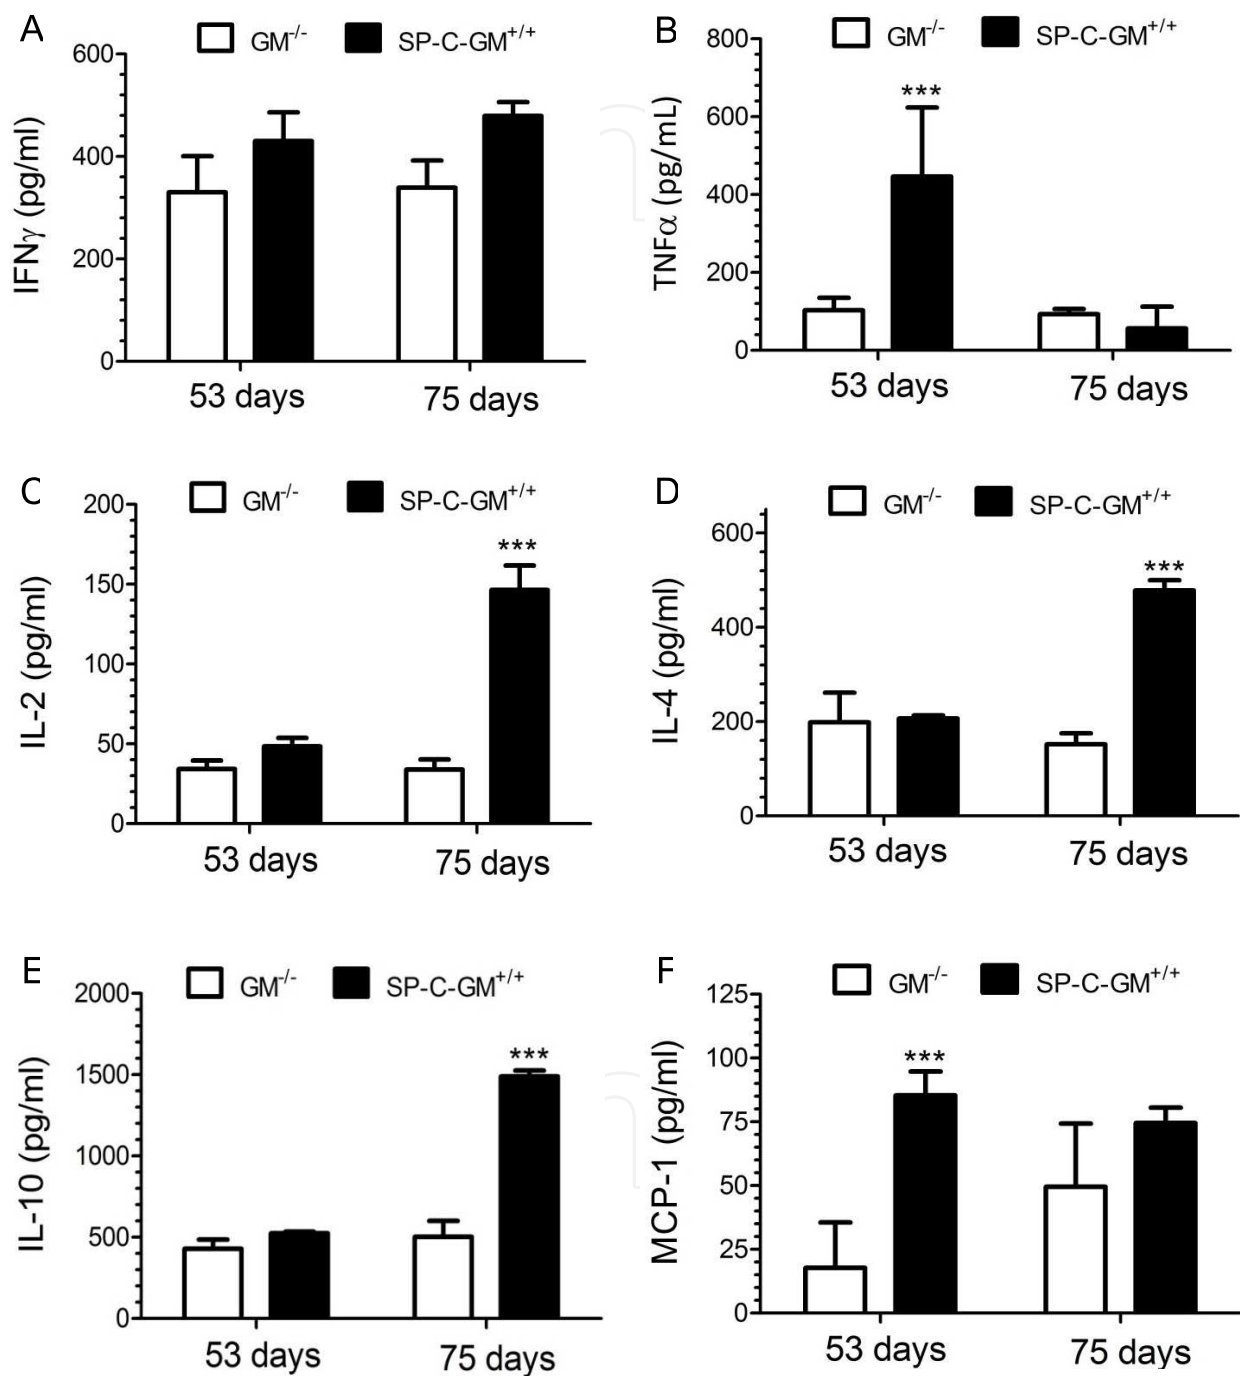 A
GM-/- SP-C-GM+/+
IFNγ (pg/ml)
600
400
200
0
53 days 75 days
B
GM-/- SP-C-GM+/+
TNFα (pg/mL)
800
600
400
200
0
***
53 days 75 days
C
GM-/- SP-C-GM+/+
IL-2 (pg/ml)
200
150
100
50
0
***
53 days 75 days
D
GM-/- SP-C-GM+/+
IL-4 (pg/ml)
600
400
200
0
***
53 days 75 days
E
GM-/- SP-C-GM+/+
IL-10 (pg/ml)
2000
1500
1000
500
0
***
53 days 75 days
F
GM-/- SP-C-GM+/+
MCP-1 (pg/ml)
125
100
75
50
25
0
***
53 days 75 days